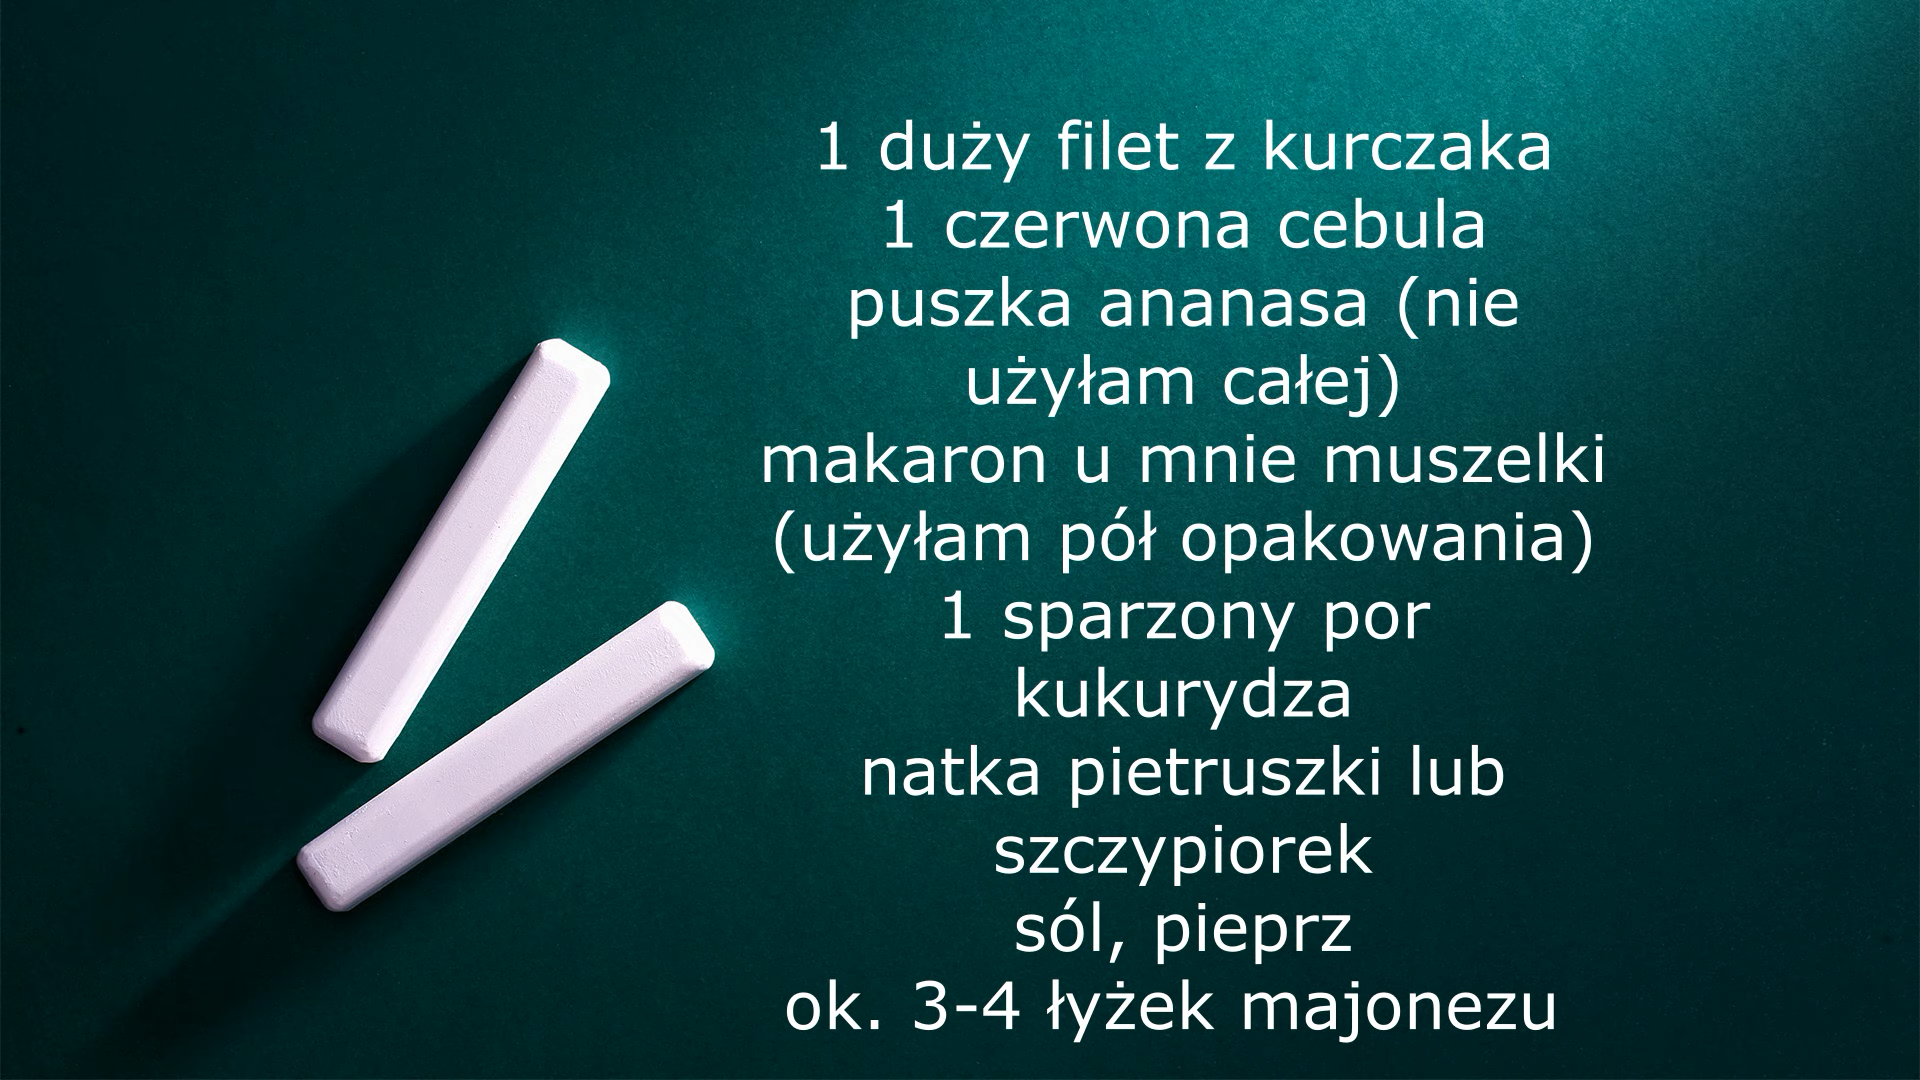 1 duży filet z kurczaka
1 czerwona cebula
puszka ananasa (nie
użyłam całej)
makaron u mnie muszelki
(użyłam pół opakowania)
1 sparzony por
kukurydza
natka pietruszki lub
szczypiorek
sól, pieprz
ok. 3-4 łyżek majonezu